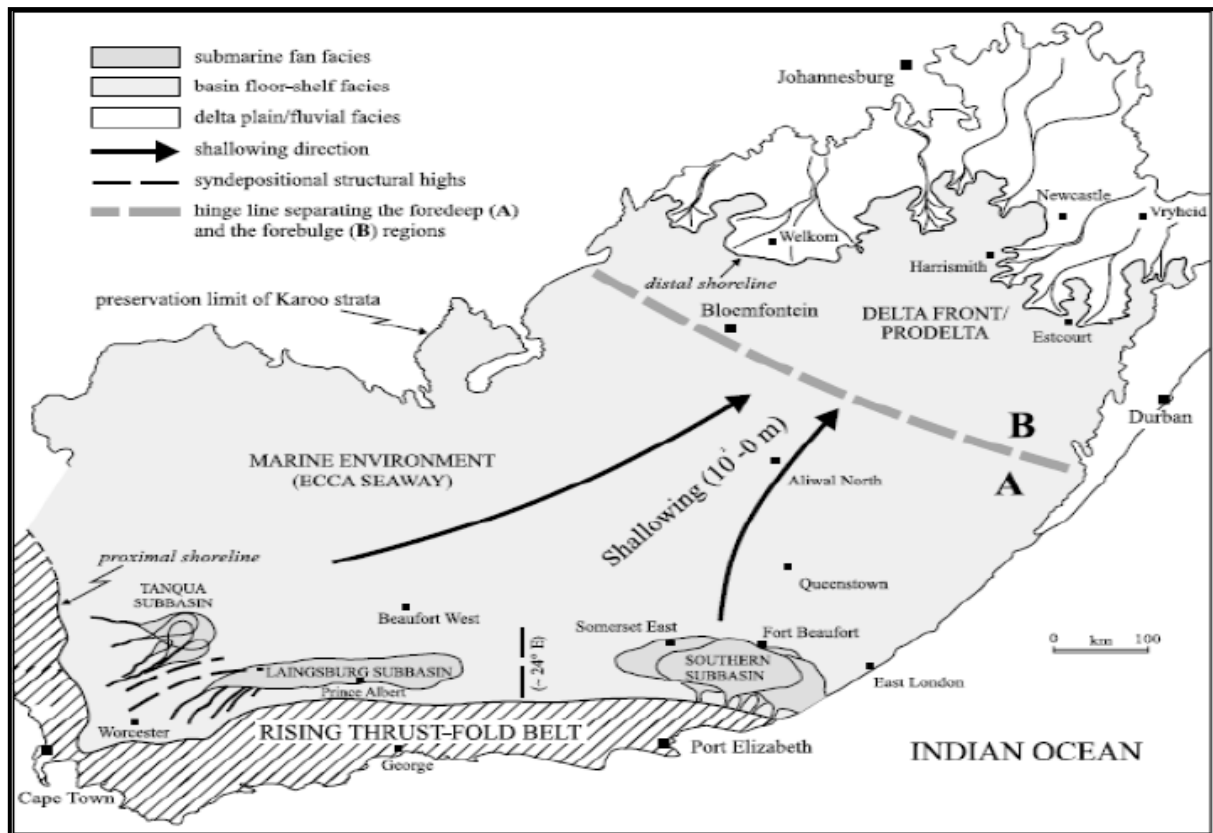 submarine fan facies
basin floor-shelf facies
delta plain/fluvial facies
shallowing direction
syndepositional structural highs
hinge line separating the foredeep (A)
and the forebulge (B) regions
Johannesburg
Newcastle
Vryheid
Welkom
Harrismith
distal shoreline
preservation limit of Karoo strata
Bloemfontein
DELTA FRONT/
PRODELTA
Estcourt
Durban
B
A
MARINE ENVIRONMENT
(ECCA SEAWAY)
Shallowing (10²-0 m)
Aliwal North
proximal shoreline
TANQUA
SUBBASIN
Queenstown
Beaufort West
(~ 24° E)
Somerset East
Fort Beaufort
SOUTHERN
SUBBASIN
0 km 100
LAINGSBURG SUBBASIN
Prince Albert
East London
Worcester
RISING THRUST-FOLD BELT
Port Elizabeth
INDIAN OCEAN
George
Cape Town